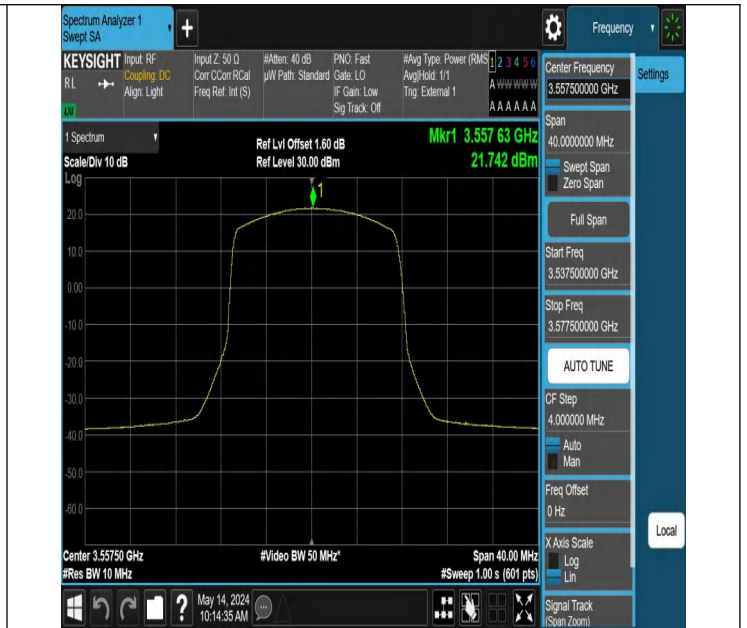 Spectrum Analyzer 1
Swept SA
+
Frequency
KEYSIGHT
R L
Input: RF
Coupling: DC
Align: Light
Input Z: 50 Ω
Corr CCorr RCal
Freq Ref: Int (S)
#Atten: 40 dB
µW Path: Standard
PNO: Fast
Gate: LO
IF Gain: Low
Sig Track: Off
#Avg Type: Power (RMS)
Avg|Hold: 1/1
Trig: External 1
1 2 3 4 5 6
A W W W W W
A A A A A A
Center Frequency
3.557500000 GHz
Settings
Span
40.0000000 MHz
Swept Span
Zero Span
Full Span
Start Freq
3.537500000 GHz
Stop Freq
3.577500000 GHz
AUTO TUNE
CF Step
4.000000 MHz
Auto
Man
Freq Offset
0 Hz
X Axis Scale
Log
Lin
Local
Signal Track
(Span Zoom)
1 Spectrum
Scale/Div 10 dB
Ref Lvl Offset 1.60 dB
Ref Level 30.00 dBm
Mkr1 3.557 63 GHz
21.742 dBm
Log
1
20.0
10.0
0.00
-10.0
-20.0
-30.0
-40.0
-50.0
-60.0
Center 3.55750 GHz
#Res BW 10 MHz
#Video BW 50 MHz*
Span 40.00 MHz
#Sweep 1.00 s (601 pts)
?
May 14, 2024
10:14:35 AM